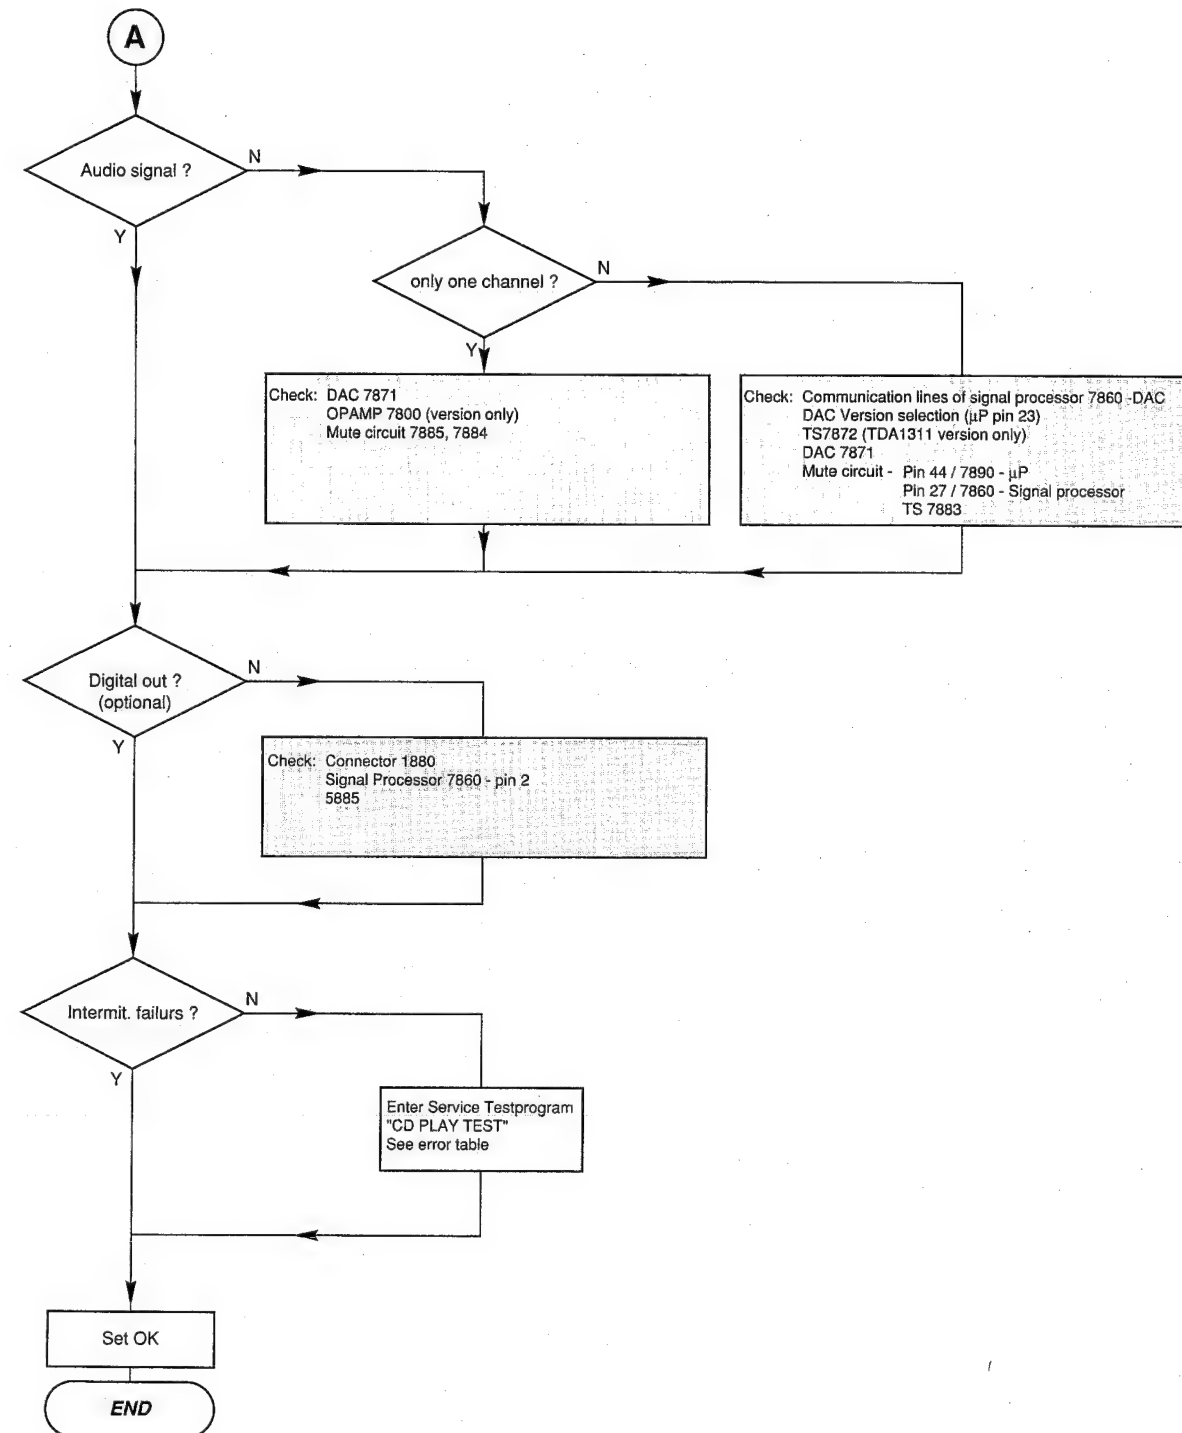 A
Audio signal ?
N
Y
only one channel ?
N
Y
Check: DAC 7871
OPAMP 7800 (version only)
Mute circuit 7885, 7884
Check: Communication lines of signal processor 7860 -DAC
DAC Version selection (µP pin 23)
TS7872 (TDA1311 version only)
DAC 7871
Mute circuit - Pin 44 / 7890 - µP
Pin 27 / 7860 - Signal processor
TS 7883
Digital out ?
(optional)
N
Y
Check: Connector 1880
Signal Processor 7860 - pin 2
5885
Intermit. failurs ?
N
Y
Enter Service Testprogram
"CD PLAY TEST"
See error table
Set OK
END